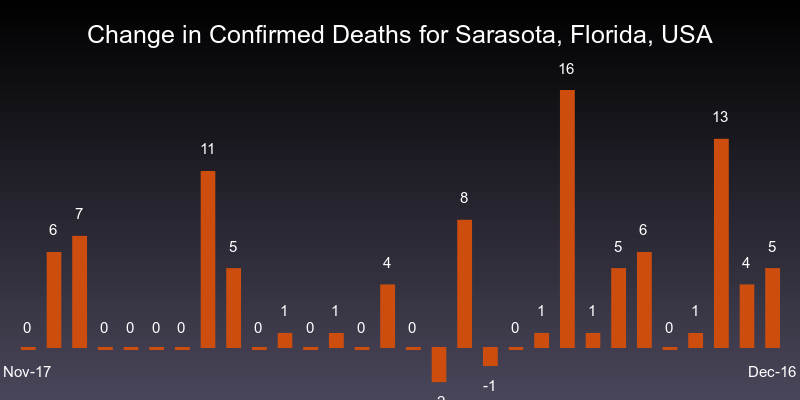 Change in Confirmed Deaths for Sarasota, Florida, USA
0 6 7 0 0 0 0 11 5 0 1 0 1 0 4 0 8 -1 0 1 16 1 5 6 0 1 13 4 5
Nov-17 Dec-16